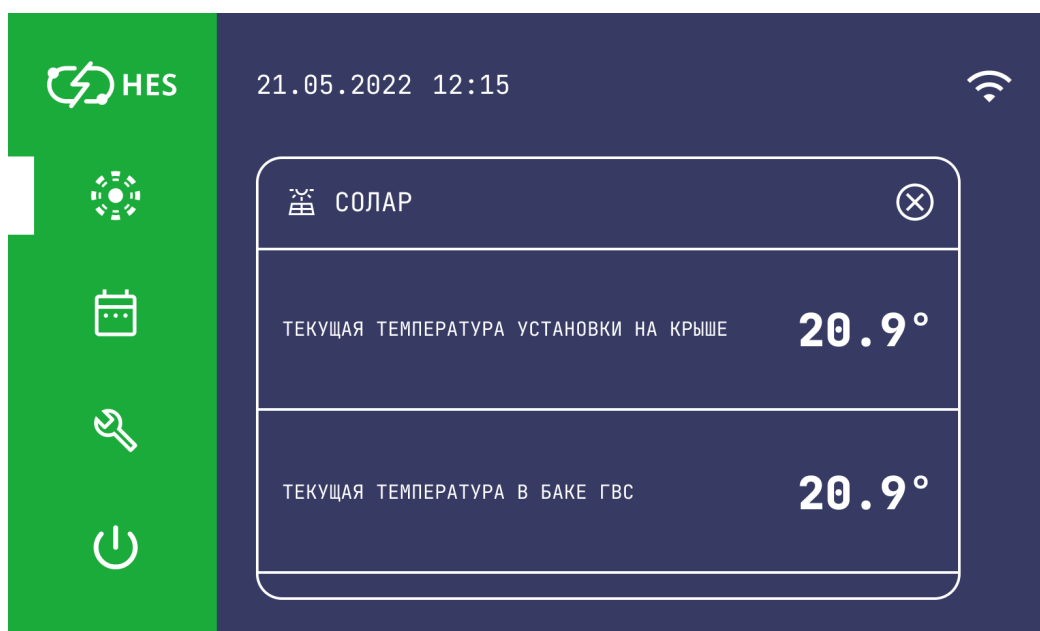 HES
21.05.2022 12:15
СОЛАР
ТЕКУЩАЯ ТЕМПЕРАТУРА УСТАНОВКИ НА КРЫШЕ 20.9°
ТЕКУЩАЯ ТЕМПЕРАТУРА В БАКЕ ГВС 20.9°